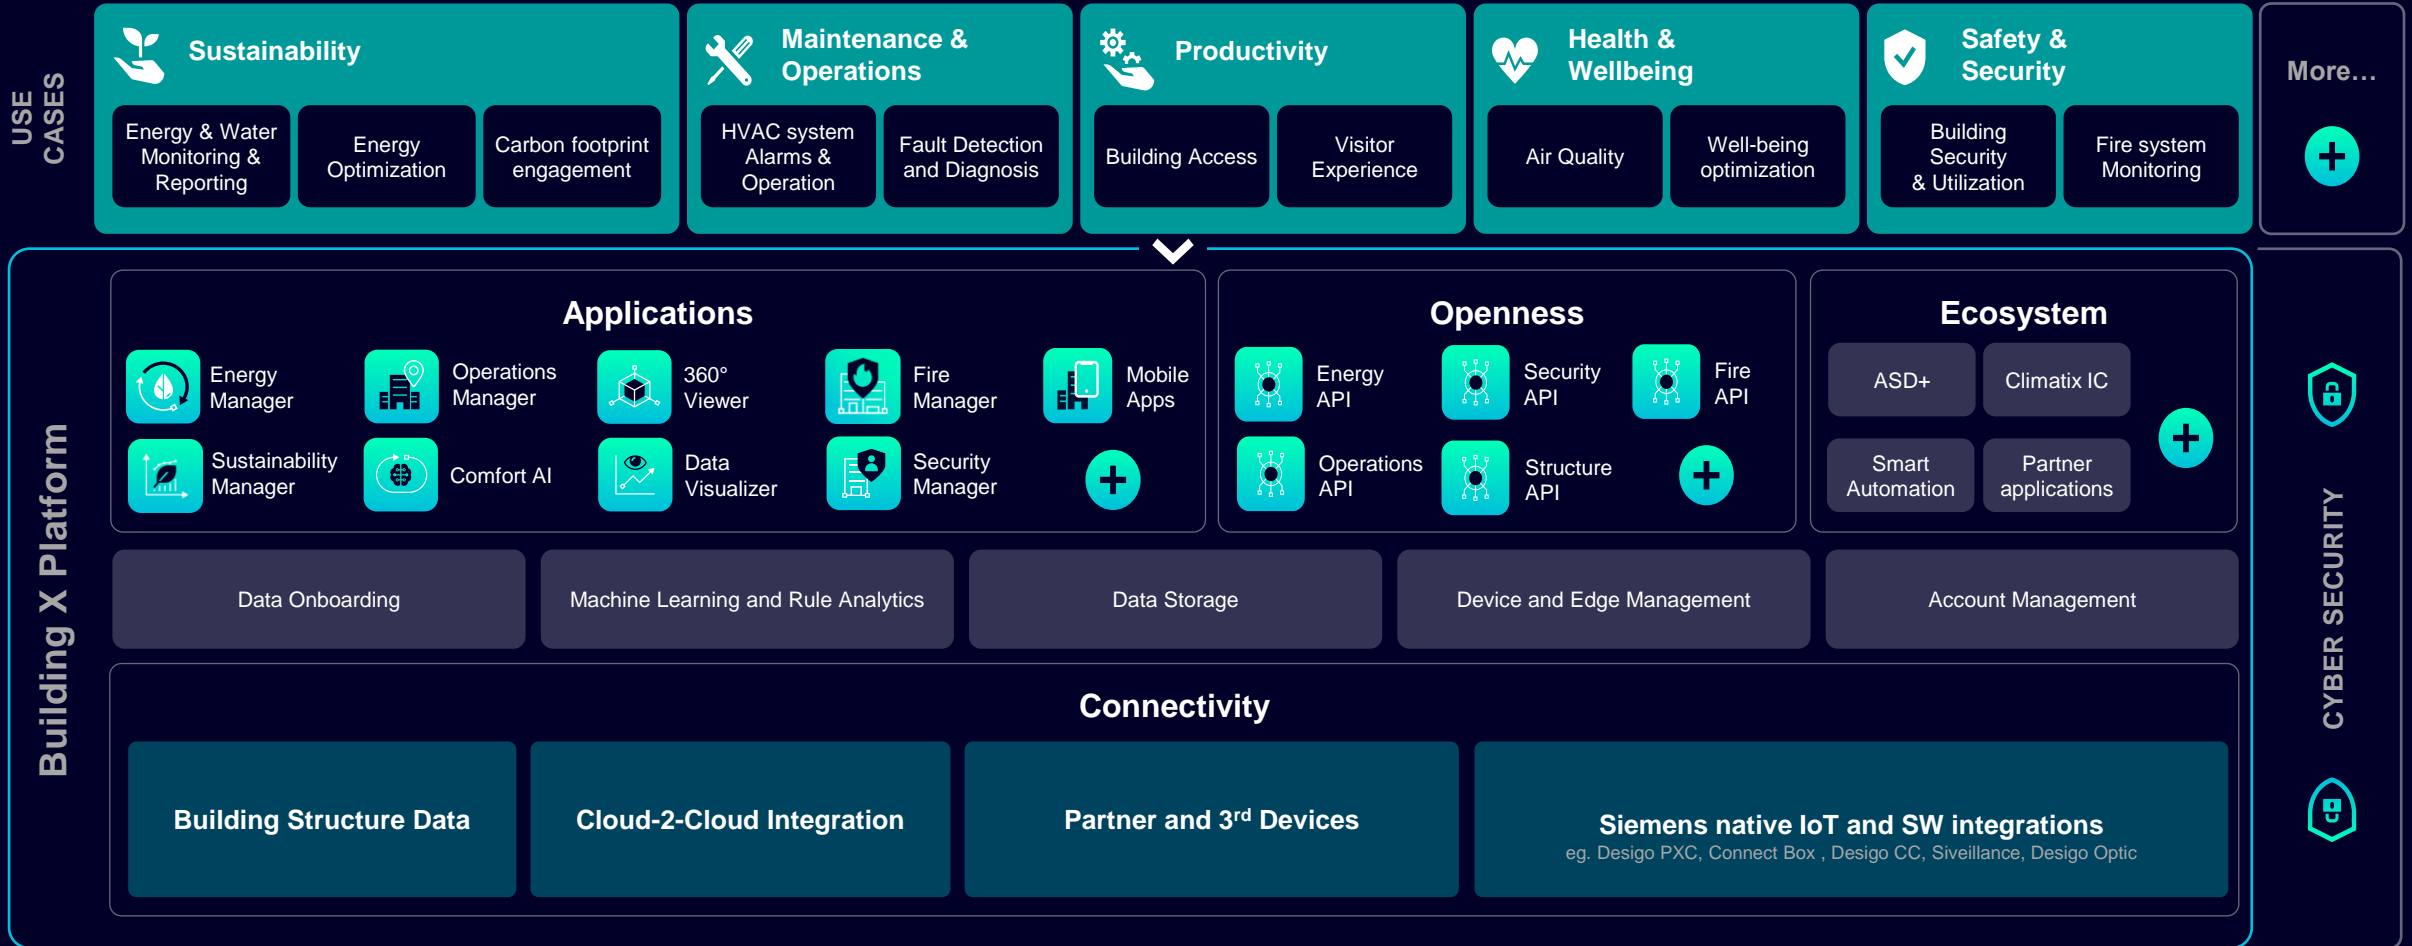 USE
CASES
Sustainability
Energy & Water
Monitoring &
Reporting
Energy
Optimization
Carbon footprint
engagement
Maintenance &
Operations
HVAC system
Alarms &
Operation
Fault Detection
and Diagnosis
Productivity
Building Access
Visitor
Experience
Health &
Wellbeing
Air Quality
Well-being
optimization
Safety &
Security
Building
Security
& Utilization
Fire system
Monitoring
More...
Building X Platform
Applications
Energy
Manager
Operations
Manager
360°
Viewer
Fire
Manager
Mobile
Apps
Sustainability
Manager
Comfort AI
Data
Visualizer
Security
Manager
Openness
Energy
API
Security
API
Fire
API
Operations
API
Structure
API
Ecosystem
ASD+
Climatix IC
Smart
Automation
Partner
applications
Data Onboarding
Machine Learning and Rule Analytics
Data Storage
Device and Edge Management
Account Management
Connectivity
Building Structure Data
Cloud-2-Cloud Integration
Partner and 3rd Devices
Siemens native IoT and SW integrations
eg. Desigo PXC, Connect Box , Desigo CC, Siveillance, Desigo Optic
CYBER SECURITY